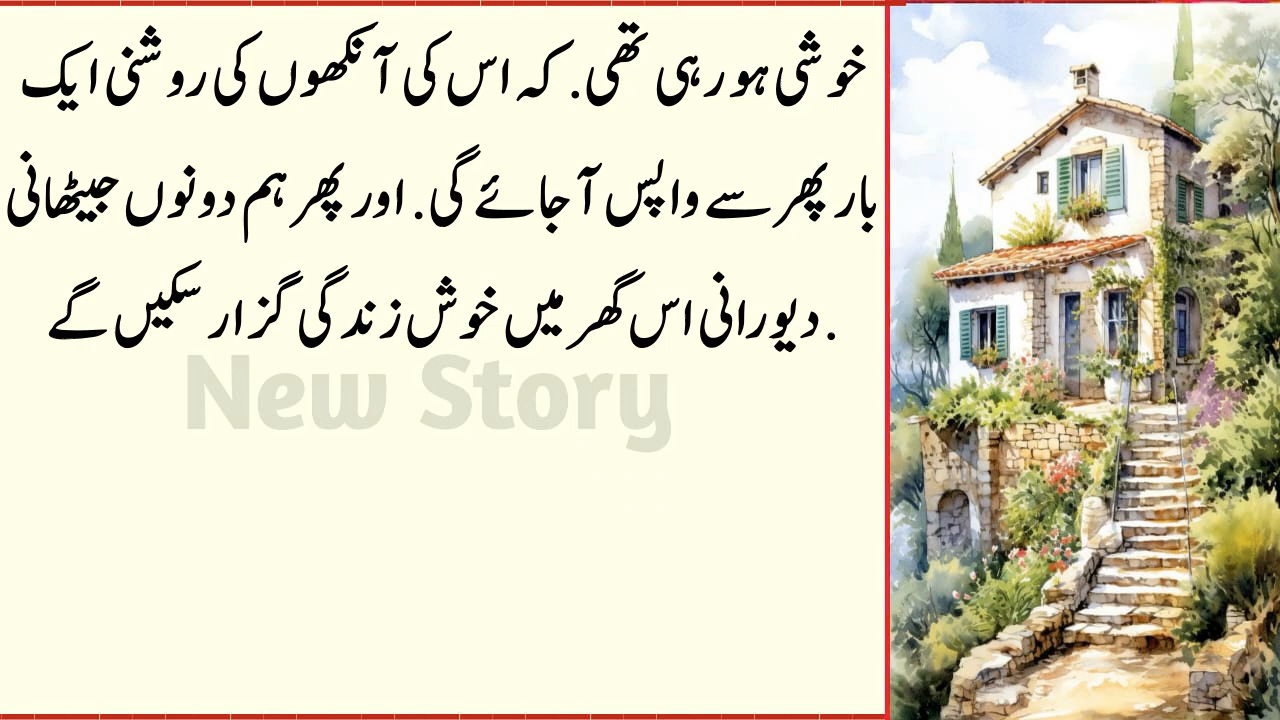 خوشی ہو رہی تھی. کہ اس کی آنکھوں کی روشنی ایک
بار پھر سے واپس آ جائے گی. اور پھر ہم دونوں جیٹھانی
دیورانی اس گھر میں خوش زندگی گزار سکیں گے.
New Story